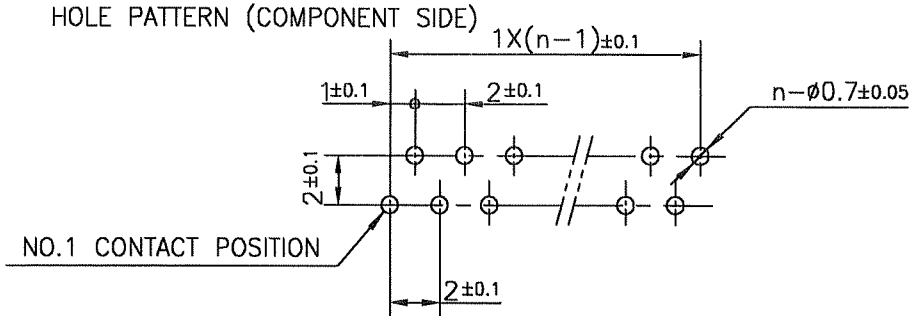 HOLE PATTERN (COMPONENT SIDE)
1X(n-1)±0.1
1±0.1
2±0.1
n-ø0.7±0.05
2±0.1
NO.1 CONTACT POSITION
2±0.1